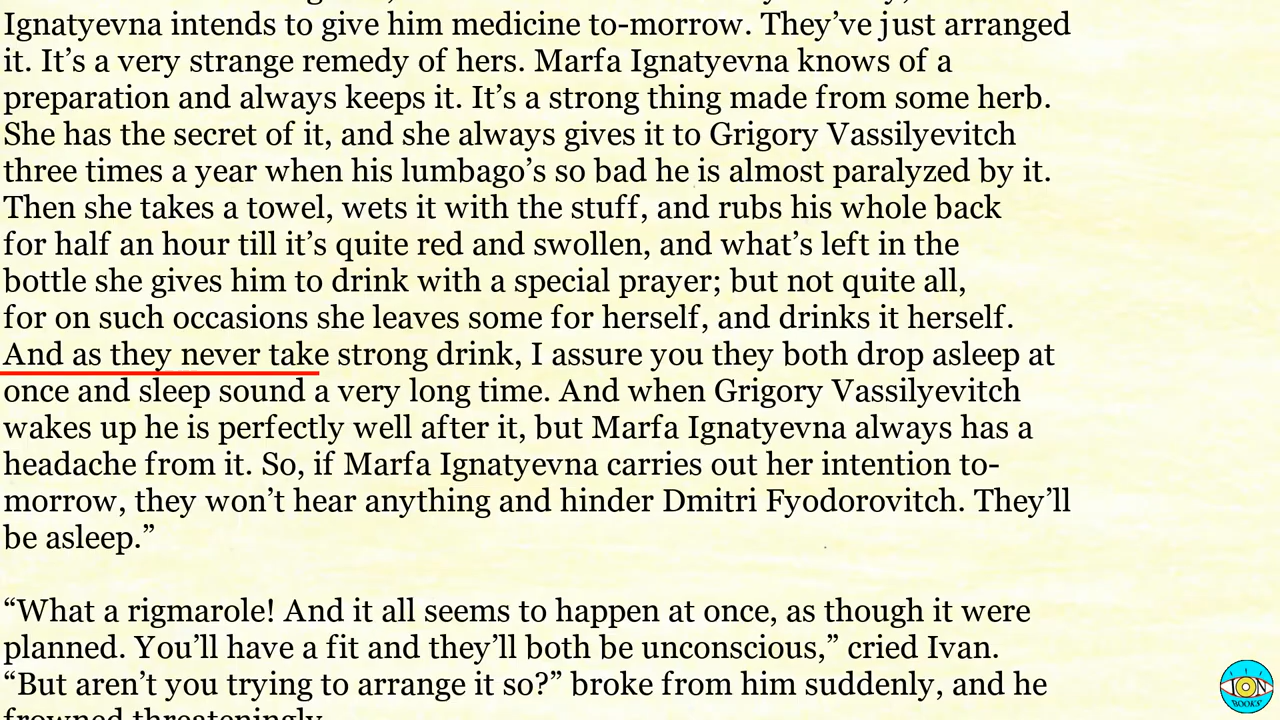 Ignatyevna intends to give him medicine to-morrow. They’ve just arranged
it. It’s a very strange remedy of hers. Marfa Ignatyevna knows of a
preparation and always keeps it. It’s a strong thing made from some herb.
She has the secret of it, and she always gives it to Grigory Vassilyevitch
three times a year when his lumbago’s so bad he is almost paralyzed by it.
Then she takes a towel, wets it with the stuff, and rubs his whole back
for half an hour till it’s quite red and swollen, and what’s left in the
bottle she gives him to drink with a special prayer; but not quite all,
for on such occasions she leaves some for herself, and drinks it herself.
And as they never take strong drink, I assure you they both drop asleep at
once and sleep sound a very long time. And when Grigory Vassilyevitch
wakes up he is perfectly well after it, but Marfa Ignatyevna always has a
headache from it. So, if Marfa Ignatyevna carries out her intention to-
morrow, they won’t hear anything and hinder Dmitri Fyodorovitch. They’ll
be asleep.”
“What a rigmarole! And it all seems to happen at once, as though it were
planned. You’ll have a fit and they’ll both be unconscious,” cried Ivan.
“But aren’t you trying to arrange it so?” broke from him suddenly, and he
frowned threateningly.
ION
BOOKS